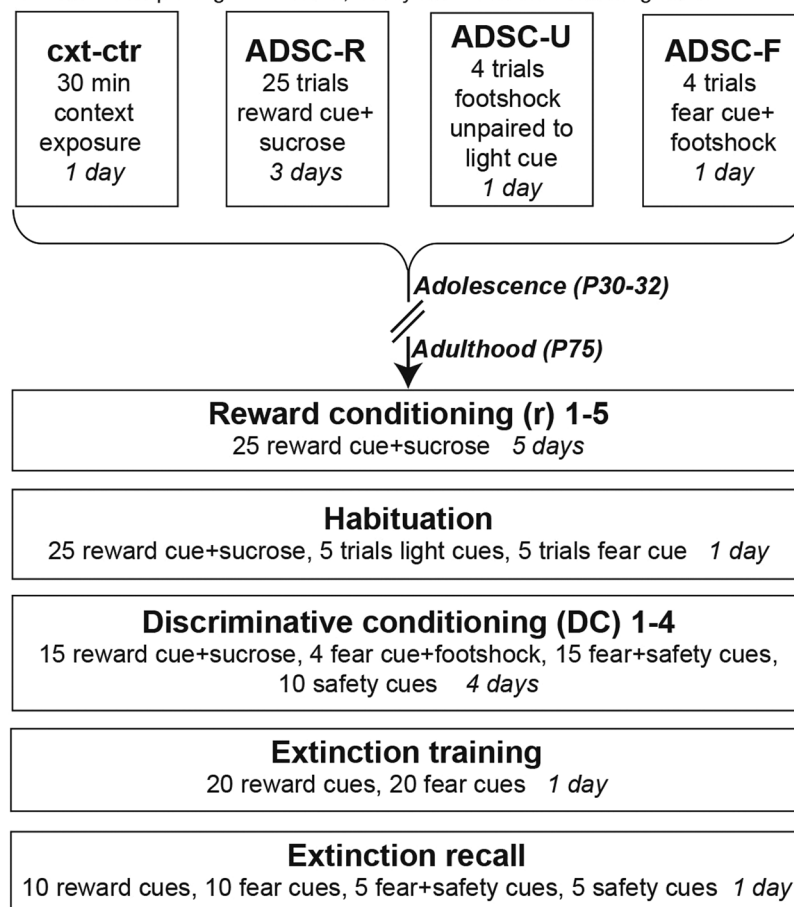 cxt-ctr
30 min
context
exposure
1 day
ADSC-R
25 trials
reward cue+
sucrose
3 days
ADSC-U
4 trials
footshock
unpaired to
light cue
1 day
ADSC-F
4 trials
fear cue+
footshock
1 day
Adolescence (P30-32)
Adulthood (P75)
Reward conditioning (r) 1-5
25 reward cue+sucrose 5 days
Habituation
25 reward cue+sucrose, 5 trials light cues, 5 trials fear cue 1 day
Discriminative conditioning (DC) 1-4
15 reward cue+sucrose, 4 fear cue+footshock, 15 fear+safety cues,
10 safety cues 4 days
Extinction training
20 reward cues, 20 fear cues 1 day
Extinction recall
10 reward cues, 10 fear cues, 5 fear+safety cues, 5 safety cues 1 day